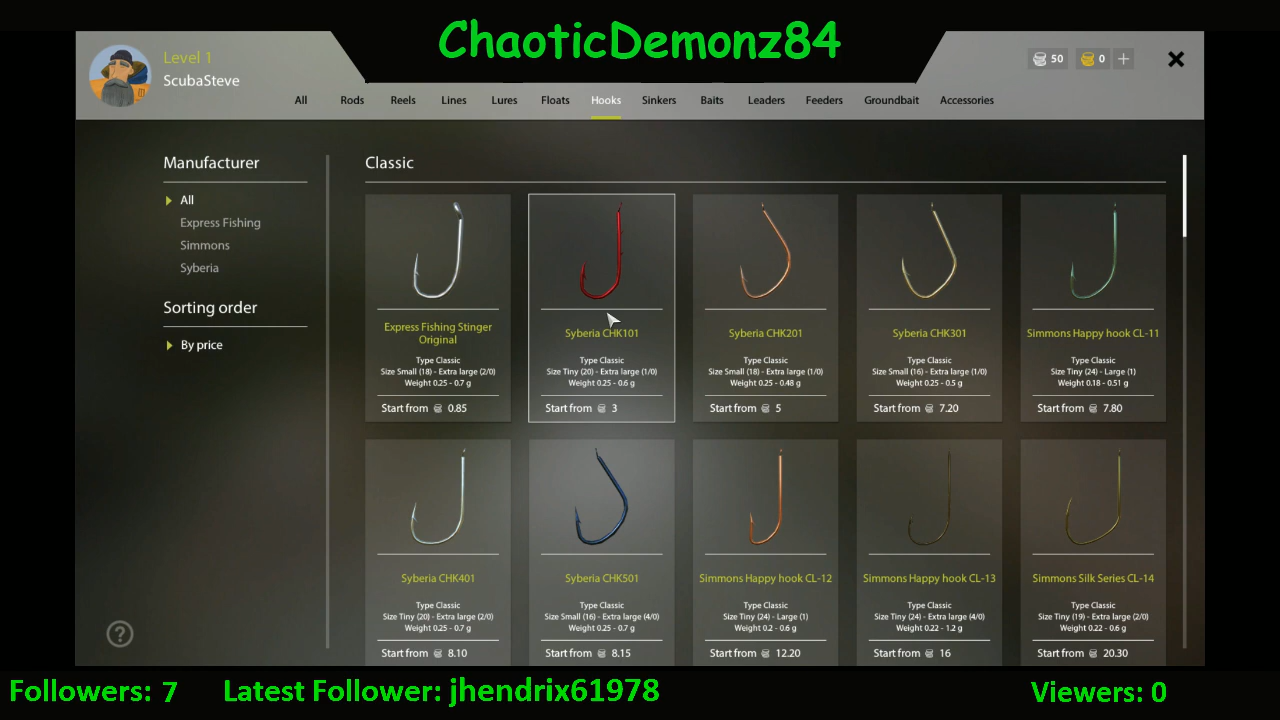 ChaoticDemonz84
Level 1
ScubaSteve
50
0
All Rods Reels Lines Lures Floats Hooks Sinkers Baits Leaders Feeders Groundbait Accessories
Manufacturer
All
Express Fishing
Simmons
Syberia
Sorting order
By price
Classic
Express Fishing Stinger
Original
Type Classic
Size Small (18) - Extra large (2/0)
Weight 0.25 - 0.7 g
Start from 0.85
Syberia CHK101
Type Classic
Size Tiny (20) - Extra large (1/0)
Weight 0.25 - 0.6 g
Start from 3
Syberia CHK201
Type Classic
Size Small (18) - Extra large (1/0)
Weight 0.25 - 0.48 g
Start from 5
Syberia CHK301
Type Classic
Size Small (16) - Extra large (1/0)
Weight 0.25 - 0.5 g
Start from 7.20
Simmons Happy hook CL-11
Type Classic
Size Tiny (24) - Large (1)
Weight 0.18 - 0.51 g
Start from 7.80
Syberia CHK401
Type Classic
Size Tiny (20) - Extra large (2/0)
Weight 0.25 - 0.7 g
Start from 8.10
Syberia CHK501
Type Classic
Size Small (16) - Extra large (4/0)
Weight 0.25 - 0.7 g
Start from 8.15
Simmons Happy hook CL-12
Type Classic
Size Tiny (24) - Large (1)
Weight 0.2 - 0.6 g
Start from 12.20
Simmons Happy hook CL-13
Type Classic
Size Tiny (24) - Extra large (4/0)
Weight 0.22 - 1.2 g
Start from 16
Simmons Silk Series CL-14
Type Classic
Size Tiny (19) - Extra large (2/0)
Weight 0.22 - 0.6 g
Start from 20.30
?
Followers: 7
Latest Follower: jhendrix61978
Viewers: 0